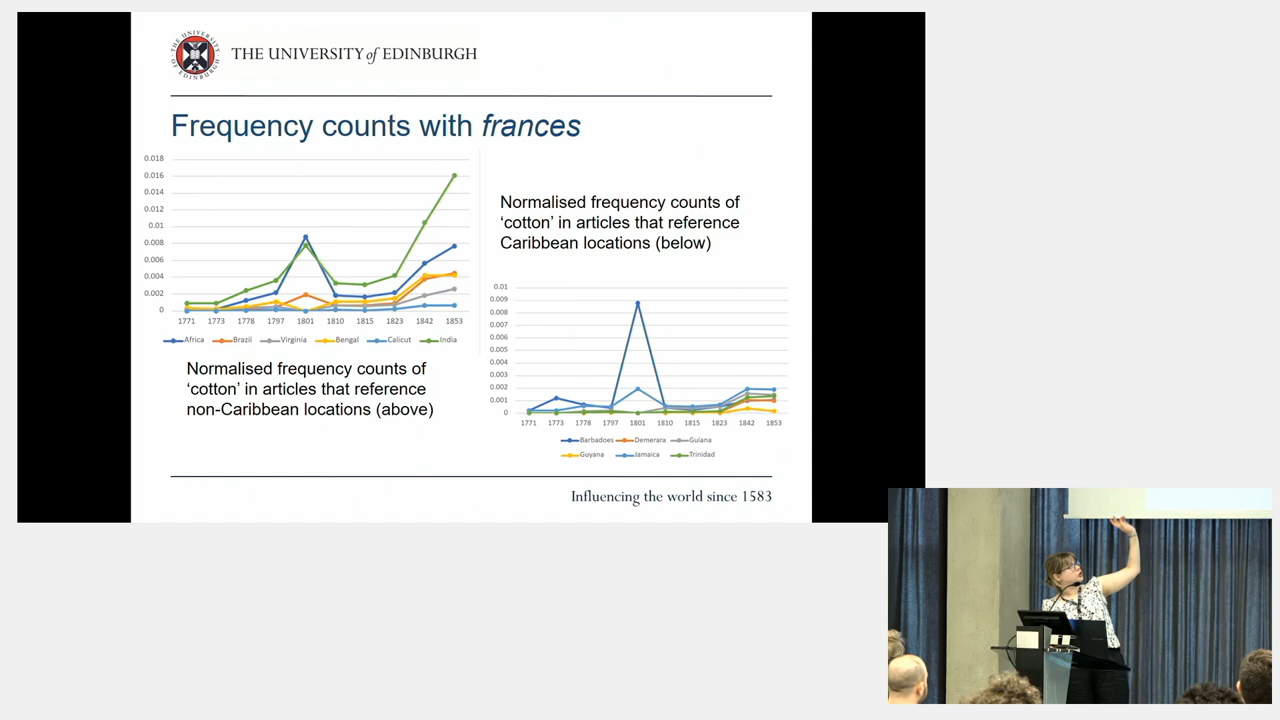 THE UNIVERSITY of EDINBURGH
Frequency counts with frances
0.018
0.016
0.014
0.012
0.01
0.008
0.006
0.004
0.002
0
1771 1773 1778 1797 1801 1810 1815 1823 1842 1853
Africa Brazil Virginia Bengal Calicut India
Normalised frequency counts of
‘cotton’ in articles that reference
non-Caribbean locations (above)
Normalised frequency counts of
‘cotton’ in articles that reference
Caribbean locations (below)
0.01
0.009
0.008
0.007
0.006
0.005
0.004
0.003
0.002
0.001
0
1771 1773 1778 1797 1801 1810 1815 1823 1842 1853
Barbadoes Demerara Guiana
Guyana Jamaica Trinidad
Influencing the world since 1583